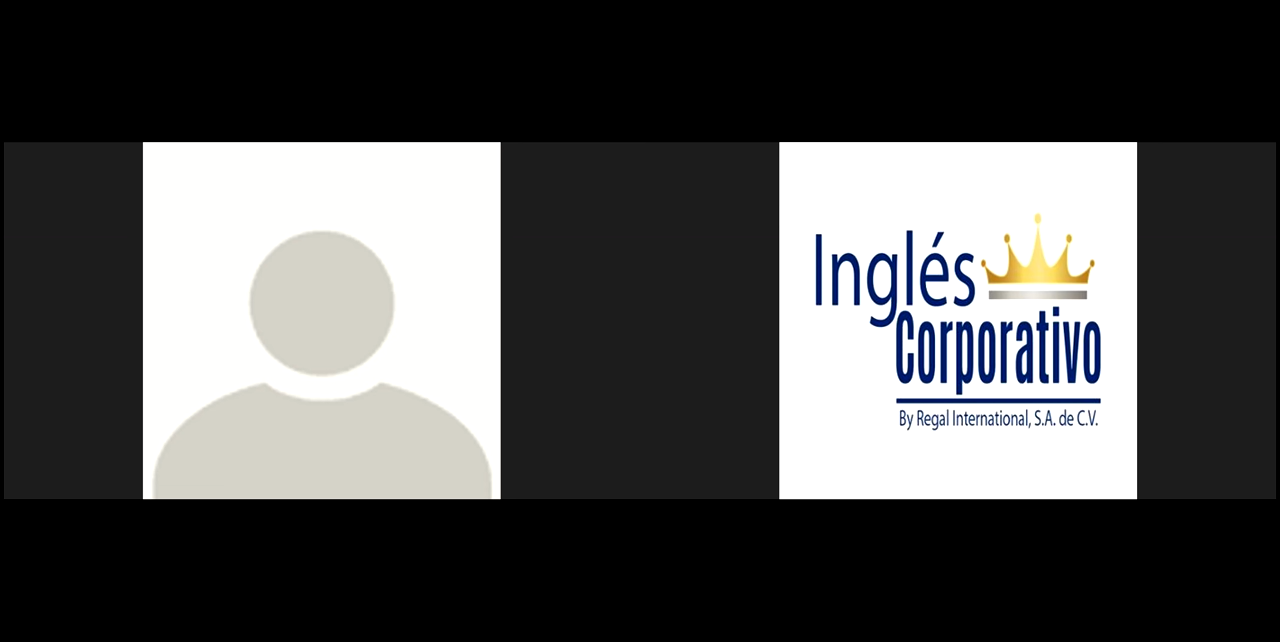 Inglés
Corporativo
By Regal International, S.A. de C.V.